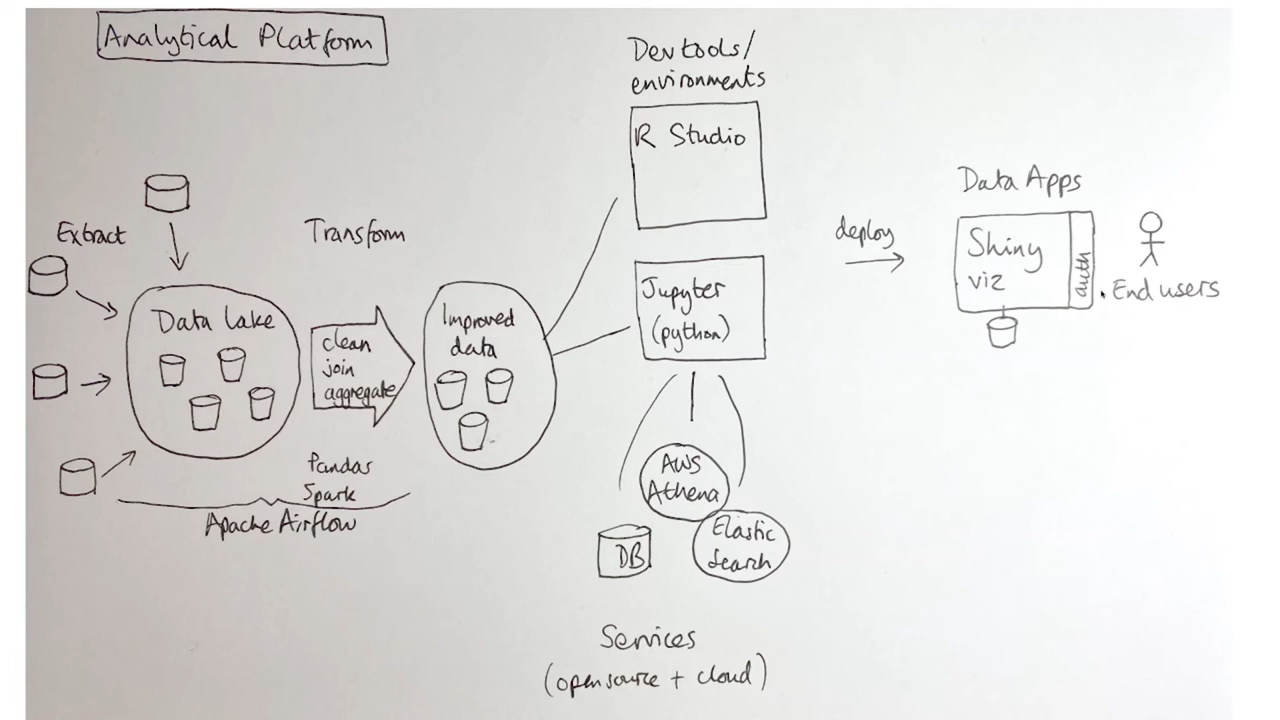 Analytical Platform
Extract
Data lake
Transform
clean
join
aggregate
Pandas
Spark
Apache Airflow
Improved
data
Dev tools/
environments
R Studio
Jupyter
(python)
AWS
Athena
Elastic
Search
DB
Services
(opensource + cloud)
deploy
Data Apps
Shiny
viz
auth
End users